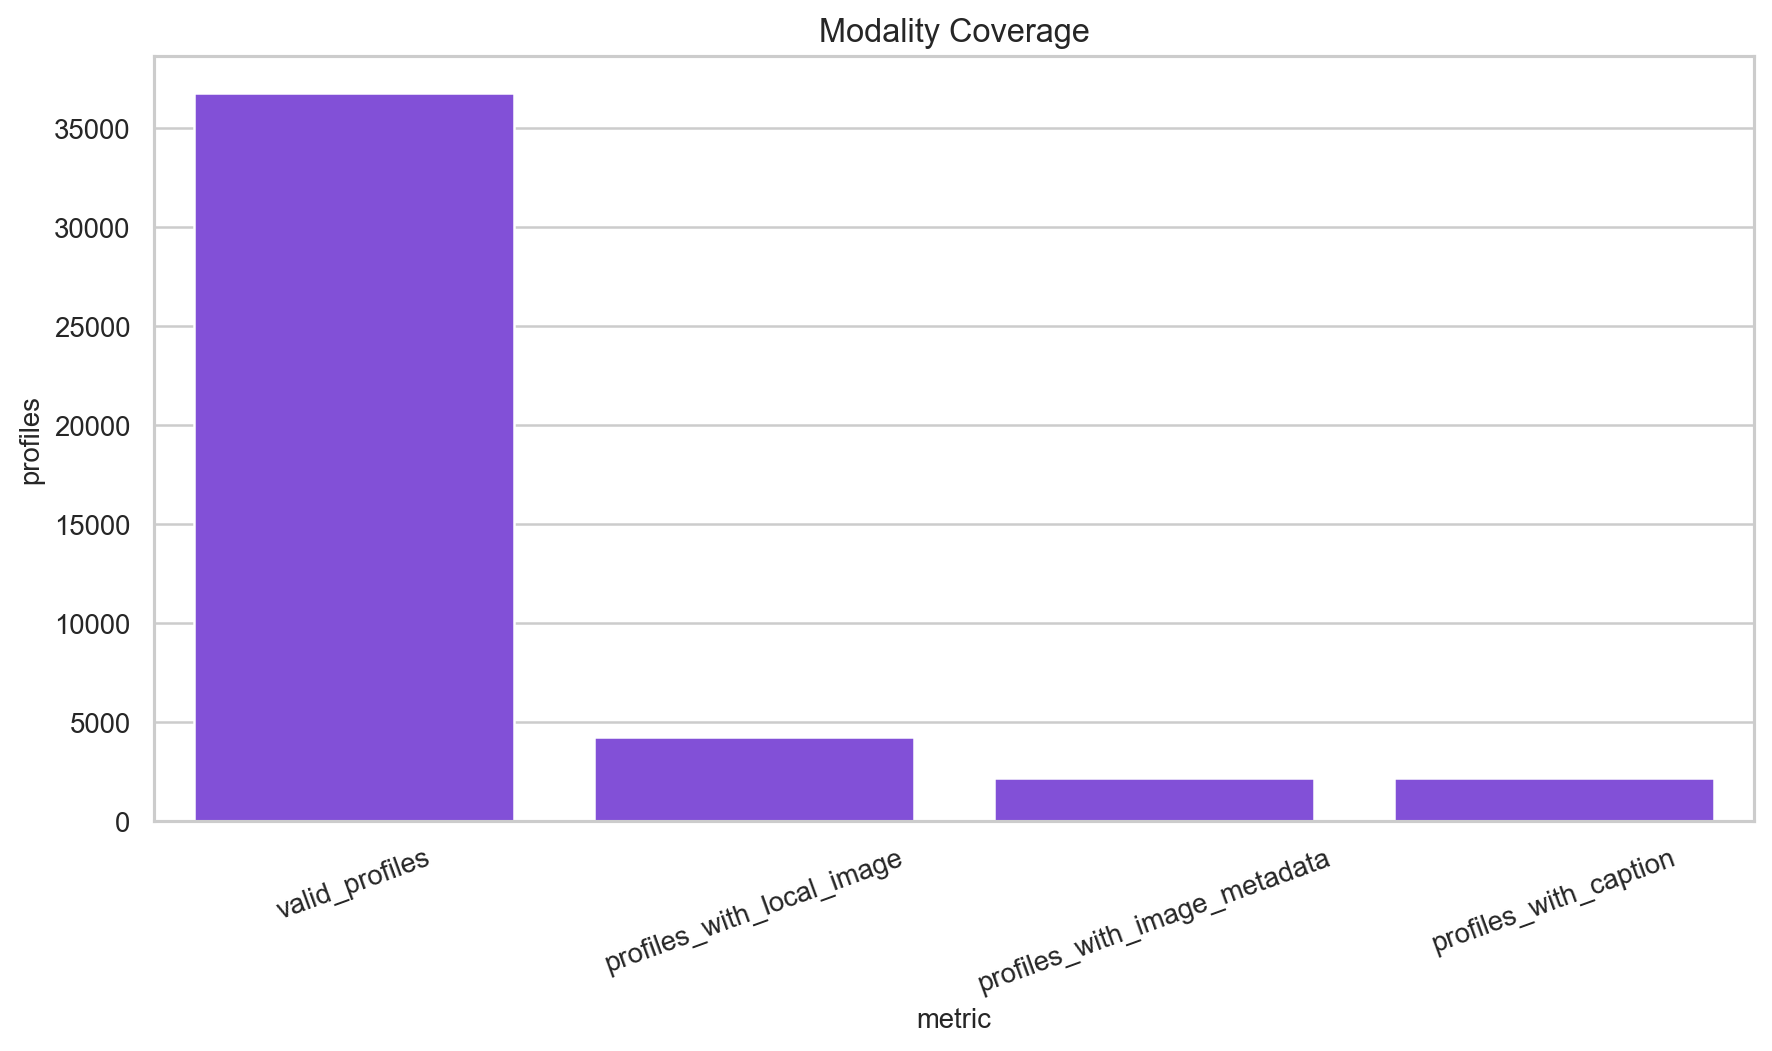 Modality Coverage
profiles
35000
30000
25000
20000
15000
10000
5000
0
valid_profiles
profiles_with_local_image
profiles_with_image_metadata
profiles_with_caption
metric